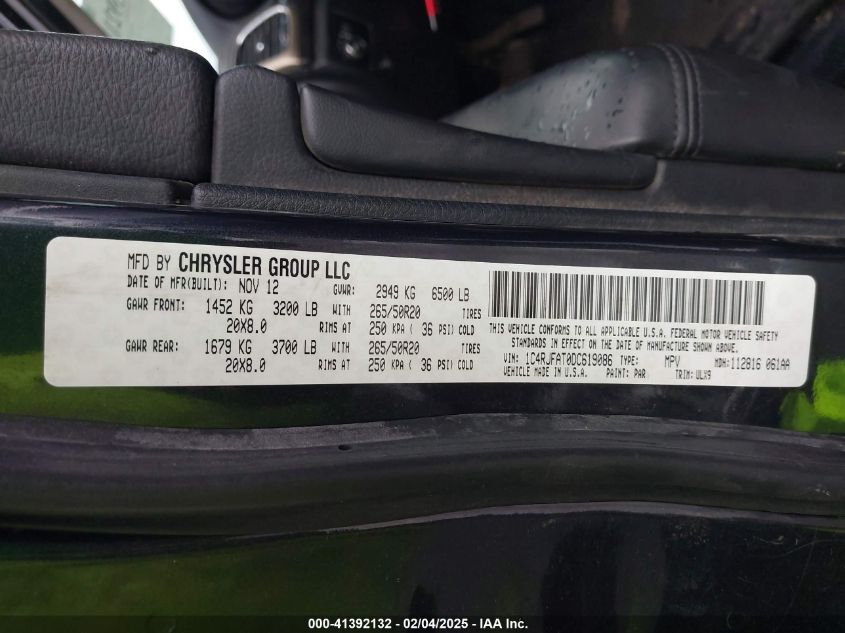 MFD BY CHRYSLER GROUP LLC
DATE OF MFR(BUILT): NOV 12 GVWR: 2949 KG 6500 LB
GAWR FRONT: 1452 KG 3200 LB WITH 265/50R20 TIRES
20X8.0 RIMS AT 250 KPA ( 36 PSI) COLD
GAWR REAR: 1679 KG 3700 LB WITH 265/50R20 TIRES
20X8.0 RIMS AT 250 KPA ( 36 PSI) COLD
THIS VEHICLE CONFORMS TO ALL APPLICABLE U.S.A. FEDERAL MOTOR VEHICLE SAFETY
STANDARDS IN EFFECT ON THE DATE OF MANUFACTURE SHOWN ABOVE.
VIN: 1C4RJFAT0DC619086 TYPE: MPV MDH: 112816 061AA
VEHICLE MADE IN U.S.A. PAINT: PAR TRIM: ULX9
000-41392132 - 02/04/2025 - IAA Inc.